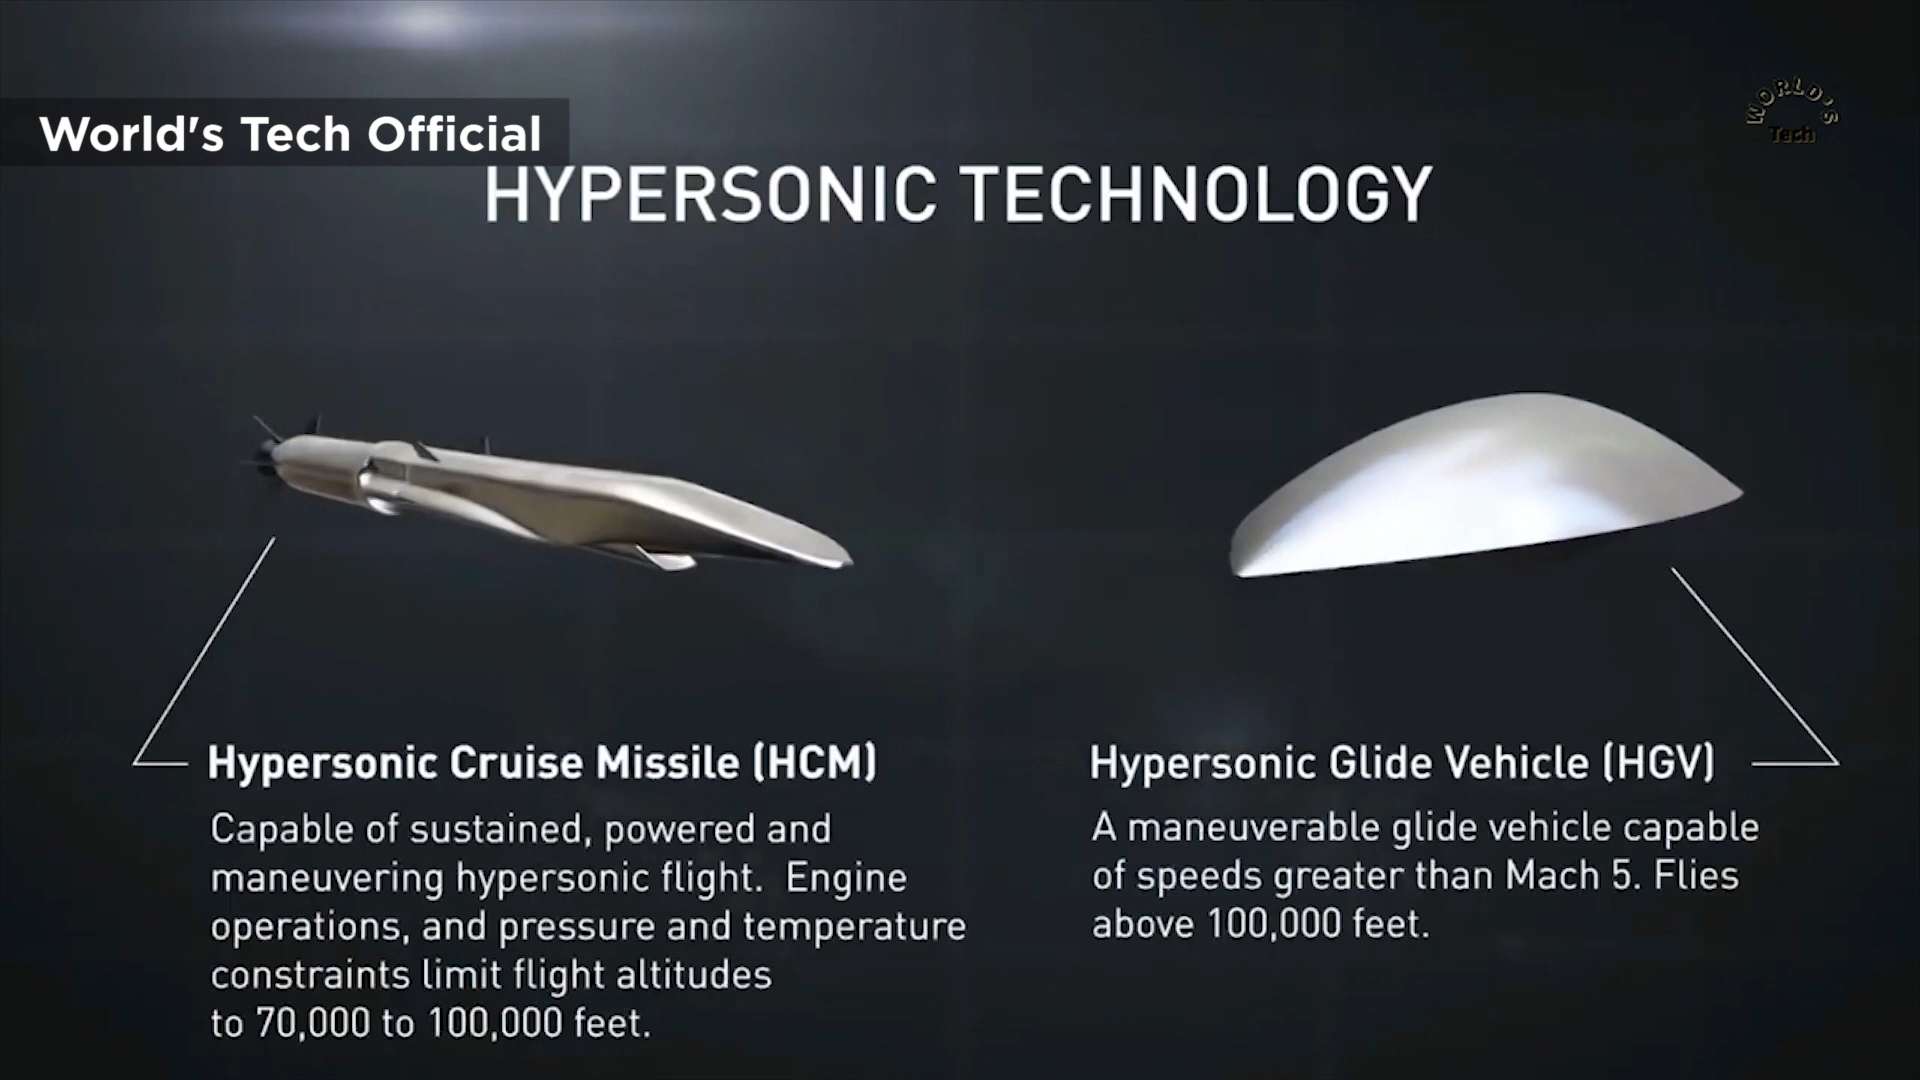 World's Tech Official
WORLD'S
Tech
HYPERSONIC TECHNOLOGY
Hypersonic Cruise Missile (HCM)
Capable of sustained, powered and
maneuvering hypersonic flight. Engine
operations, and pressure and temperature
constraints limit flight altitudes
to 70,000 to 100,000 feet.
Hypersonic Glide Vehicle (HGV)
A maneuverable glide vehicle capable
of speeds greater than Mach 5. Flies
above 100,000 feet.